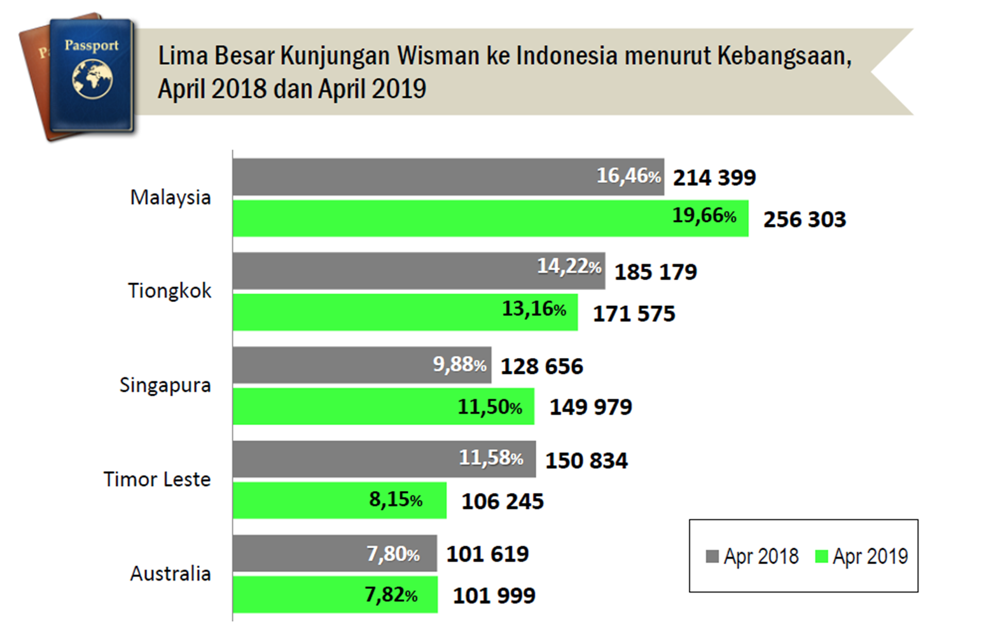 Passport
Lima Besar Kunjungan Wisman ke Indonesia menurut Kebangsaan,
April 2018 dan April 2019
Malaysia
16,46% 214 399
19,66% 256 303
Tiongkok
14,22% 185 179
13,16% 171 575
Singapura
9,88% 128 656
11,50% 149 979
Timor Leste
11,58% 150 834
8,15% 106 245
Australia
7,80% 101 619
7,82% 101 999
Apr 2018 Apr 2019